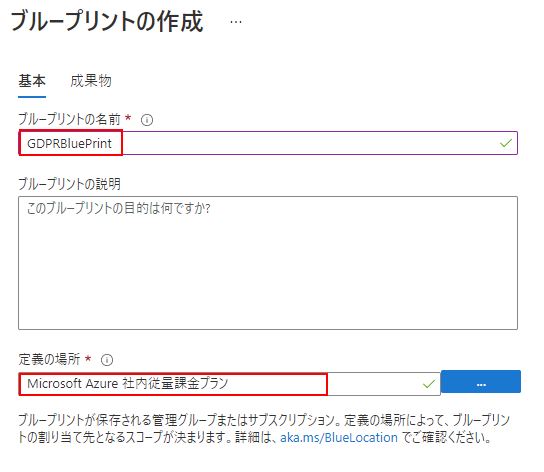 ブループリントの作成 …
基本 成果物
ブループリントの名前 *
GDPRBluePrint
ブループリントの説明
このブループリントの目的は何ですか?
定義の場所 *
Microsoft Azure 社内従量課金プラン
...
ブループリントが保存される管理グループまたはサブスクリプション。定義の場所によって、ブループリン
トの割り当て先となるスコープが決まります。詳細は、aka.ms/BlueLocation でご確認ください。